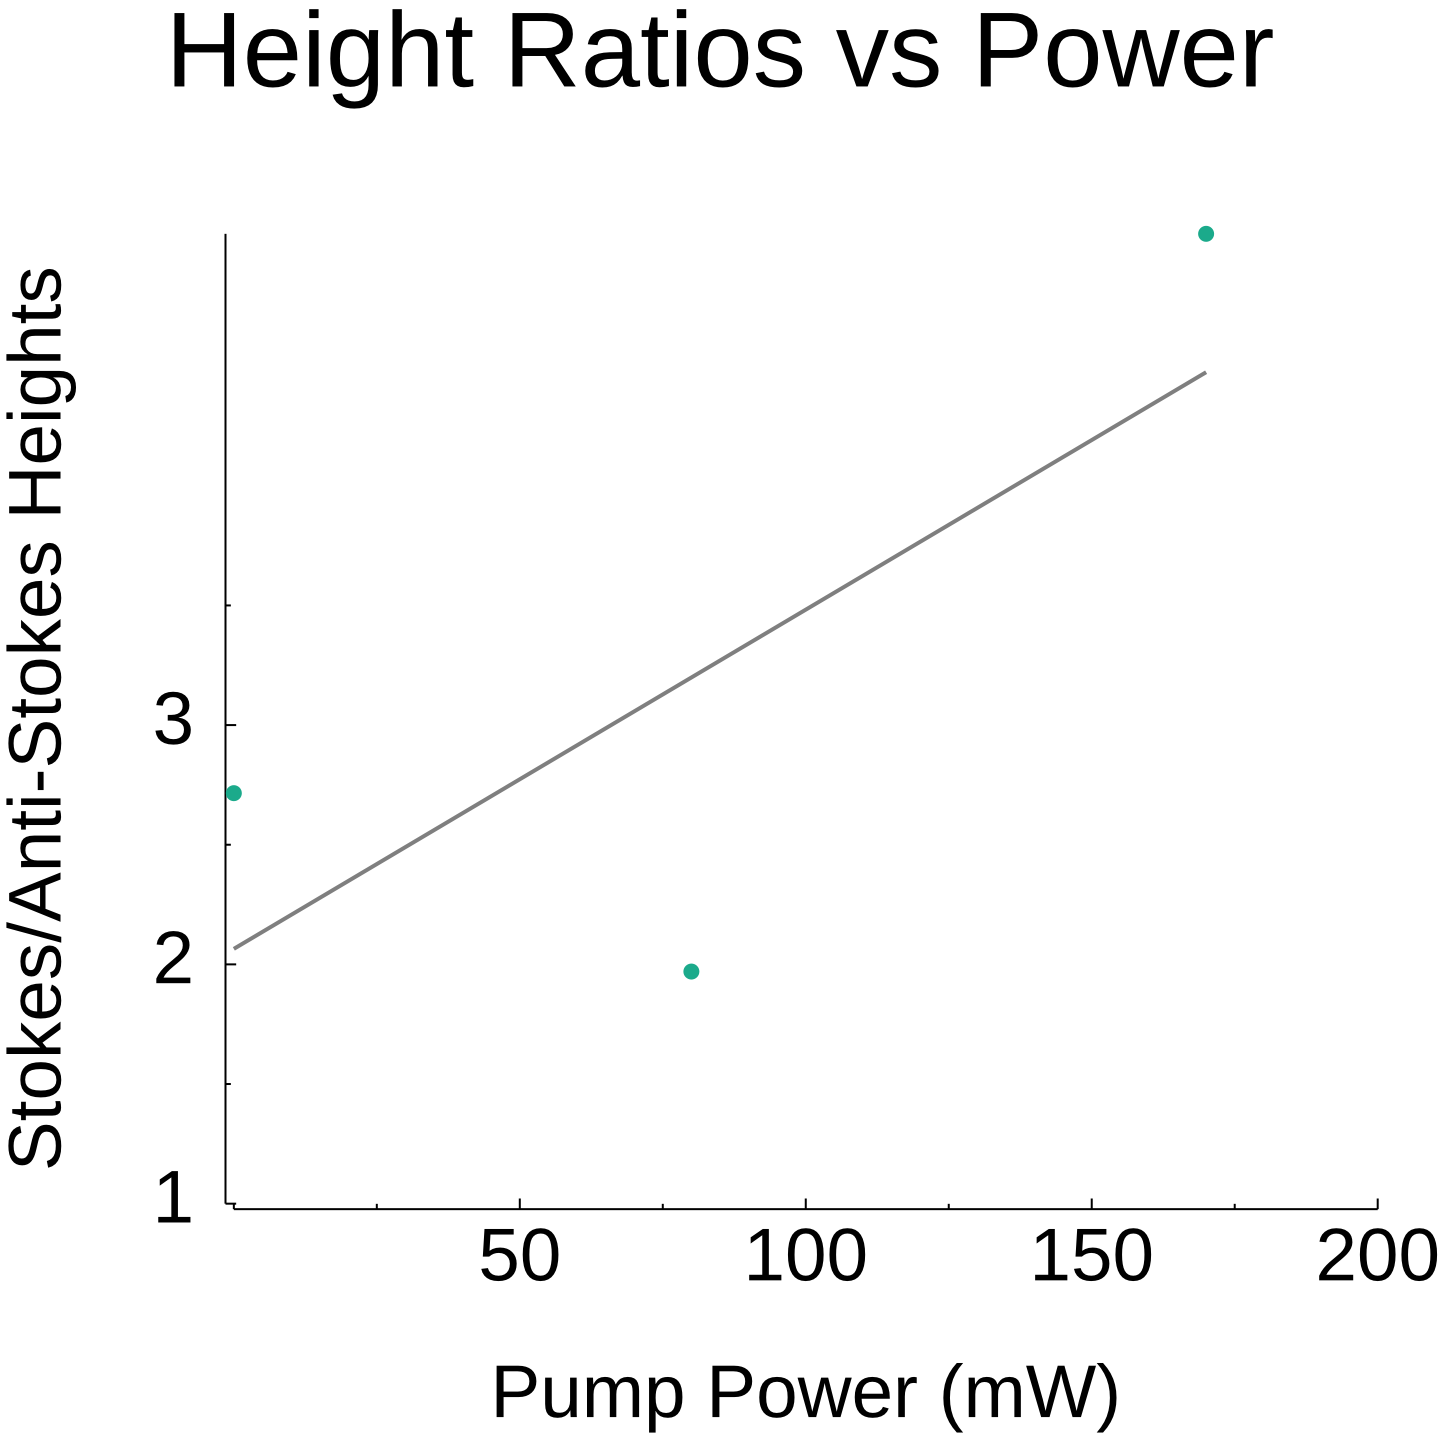 Height Ratios vs Power
Stokes/Anti-Stokes Heights
3
2
1
50 100 150 200
Pump Power (mW)